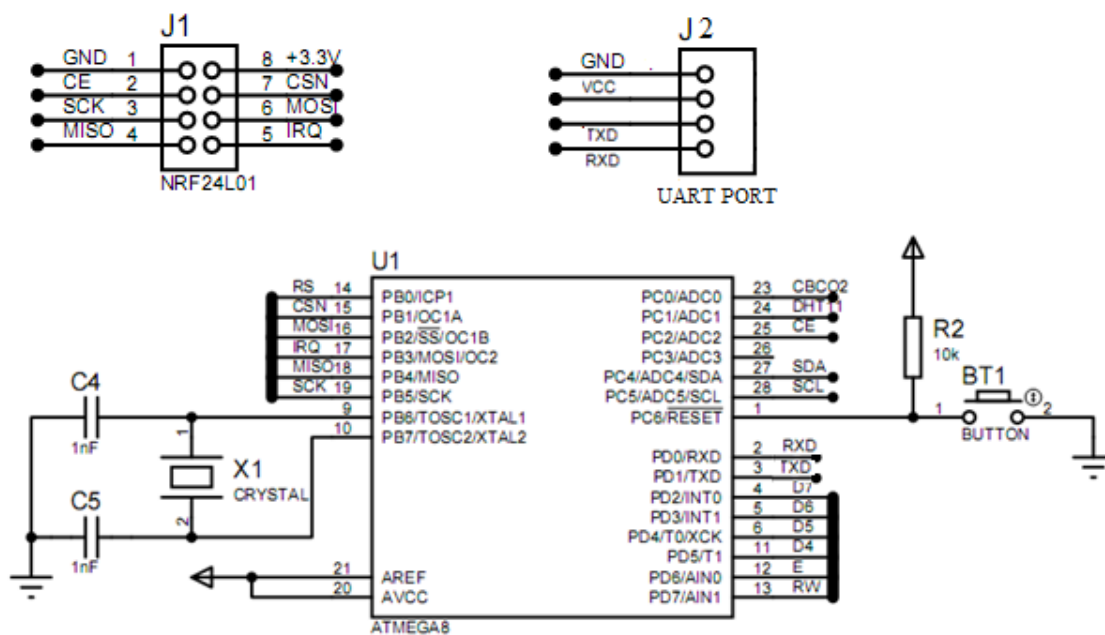 J1
GND 1 8 +3.3V
CE 2 7 CSN
SCK 3 6 MOSI
MISO 4 5 IRQ
NRF24L01
J2
GND
VCC
TXD
RXD
UART PORT
U1
RS 14 PB0/ICP1
CSN 15 PB1/OC1A
MOSI 16 PB2/SS/OC1B
IRQ 17 PB3/MOSI/OC2
MISO 18 PB4/MISO
SCK 19 PB5/SCK
9 PB6/TOSC1/XTAL1
10 PB7/TOSC2/XTAL2
21 AREF
20 AVCC
ATMEGA8
PC0/ADC0 23 CBCO2
PC1/ADC1 24 DHT11
PC2/ADC2 25 CE
PC3/ADC3 26
PC4/ADC4/SDA 27 SDA
PC5/ADC5/SCL 28 SCL
PC6/RESET 1
PD0/RXD 2 RXD
PD1/TXD 3 TXD
PD2/INT0 4 D7
PD3/INT1 5 D6
PD4/T0/XCK 6 D5
PD5/T1 11 D4
PD6/AIN0 12 E
PD7/AIN1 13 RW
C4
1nF
C5
1nF
1
X1
CRYSTAL
2
R2
10k
BT1
1 2
BUTTON